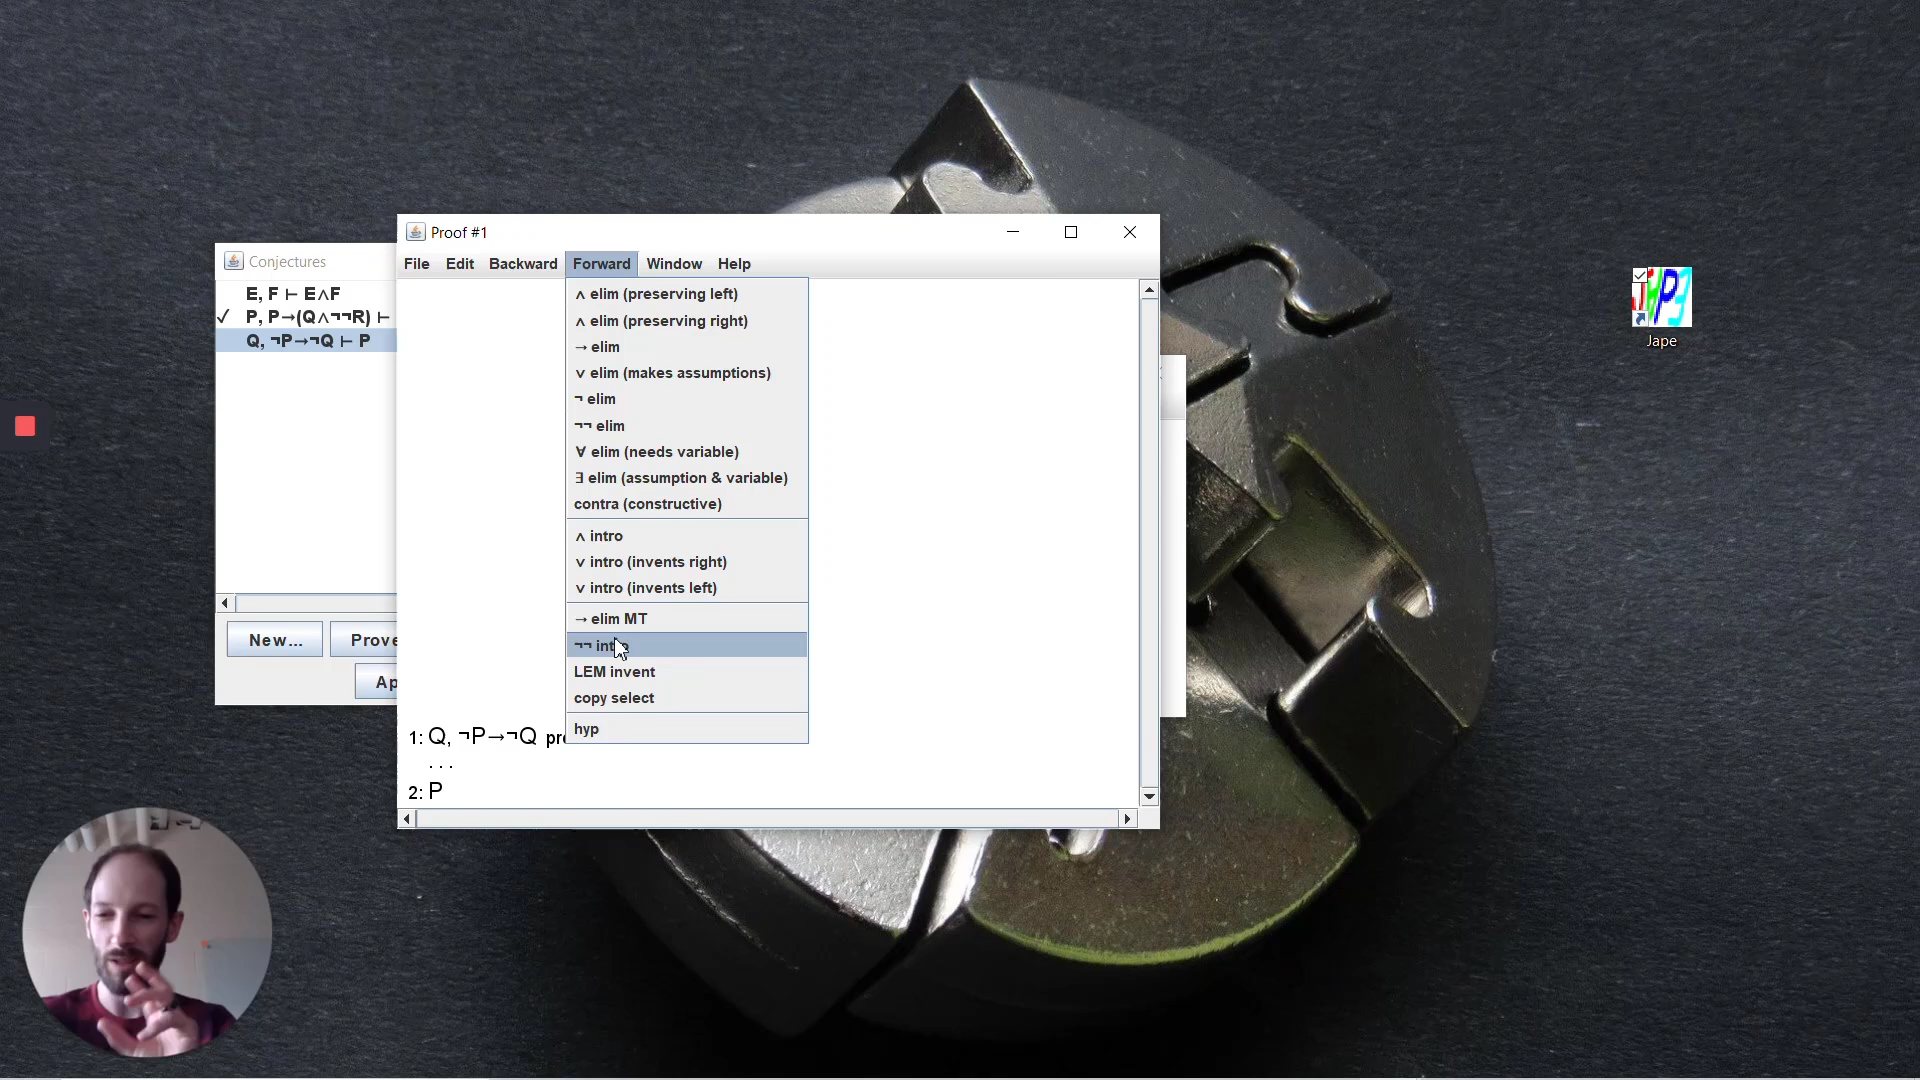 Proof #1
File Edit Backward Forward Window Help
Conjectures
E, F ⊢ E∧F
✓ P, P→(Q∧¬¬R) ⊢
Q, ¬P→¬Q ⊢ P
New...
Prove
∧ elim (preserving left)
∧ elim (preserving right)
→ elim
∨ elim (makes assumptions)
¬ elim
¬¬ elim
∀ elim (needs variable)
∃ elim (assumption & variable)
contra (constructive)
∧ intro
∨ intro (invents right)
∨ intro (invents left)
→ elim MT
¬¬ intro
LEM invent
copy select
hyp
1: Q, ¬P→¬Q
...
2: P
Jape